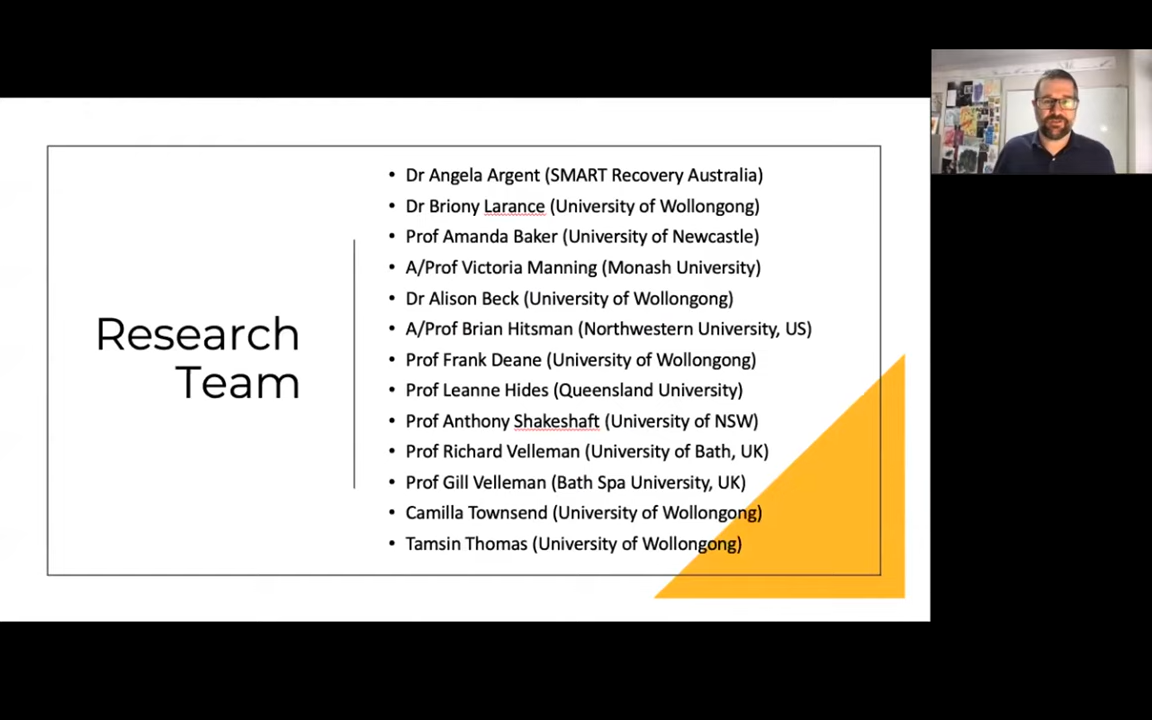 Research
Team
• Dr Angela Argent (SMART Recovery Australia)
• Dr Briony Larance (University of Wollongong)
• Prof Amanda Baker (University of Newcastle)
• A/Prof Victoria Manning (Monash University)
• Dr Alison Beck (University of Wollongong)
• A/Prof Brian Hitsman (Northwestern University, US)
• Prof Frank Deane (University of Wollongong)
• Prof Leanne Hides (Queensland University)
• Prof Anthony Shakeshaft (University of NSW)
• Prof Richard Velleman (University of Bath, UK)
• Prof Gill Velleman (Bath Spa University, UK)
• Camilla Townsend (University of Wollongong)
• Tamsin Thomas (University of Wollongong)